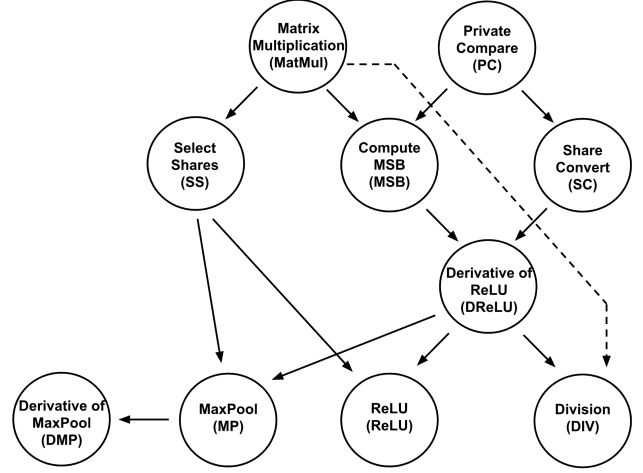 Matrix
Multiplication
(MatMul)
Private
Compare
(PC)
Select
Shares
(SS)
Compute
MSB
(MSB)
Share
Convert
(SC)
Derivative of
ReLU
(DReLU)
Derivative of
MaxPool
(DMP)
MaxPool
(MP)
ReLU
(ReLU)
Division
(DIV)